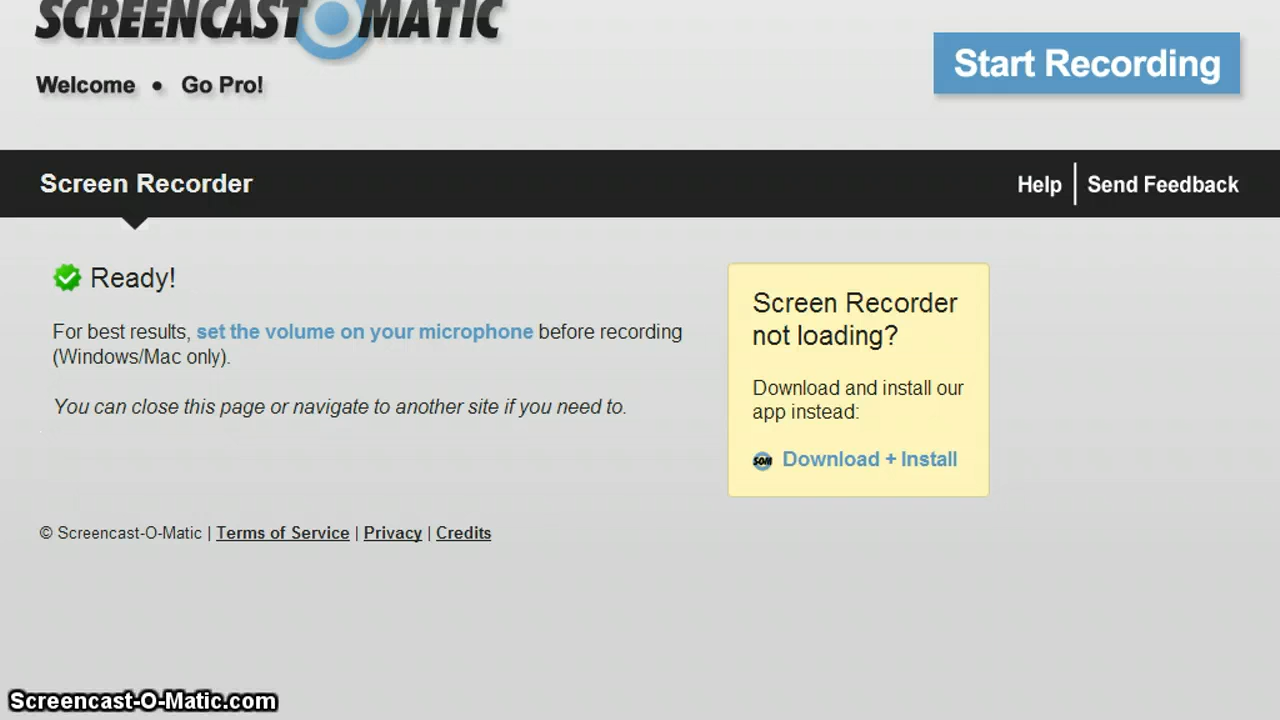 SCREENCAST O MATIC
Welcome • Go Pro!
Start Recording
Screen Recorder
Help | Send Feedback
Ready!
For best results, set the volume on your microphone before recording
(Windows/Mac only).
You can close this page or navigate to another site if you need to.
Screen Recorder
not loading?
Download and install our
app instead:
SOM Download + Install
© Screencast-O-Matic | Terms of Service | Privacy | Credits
Screencast-O-Matic.com